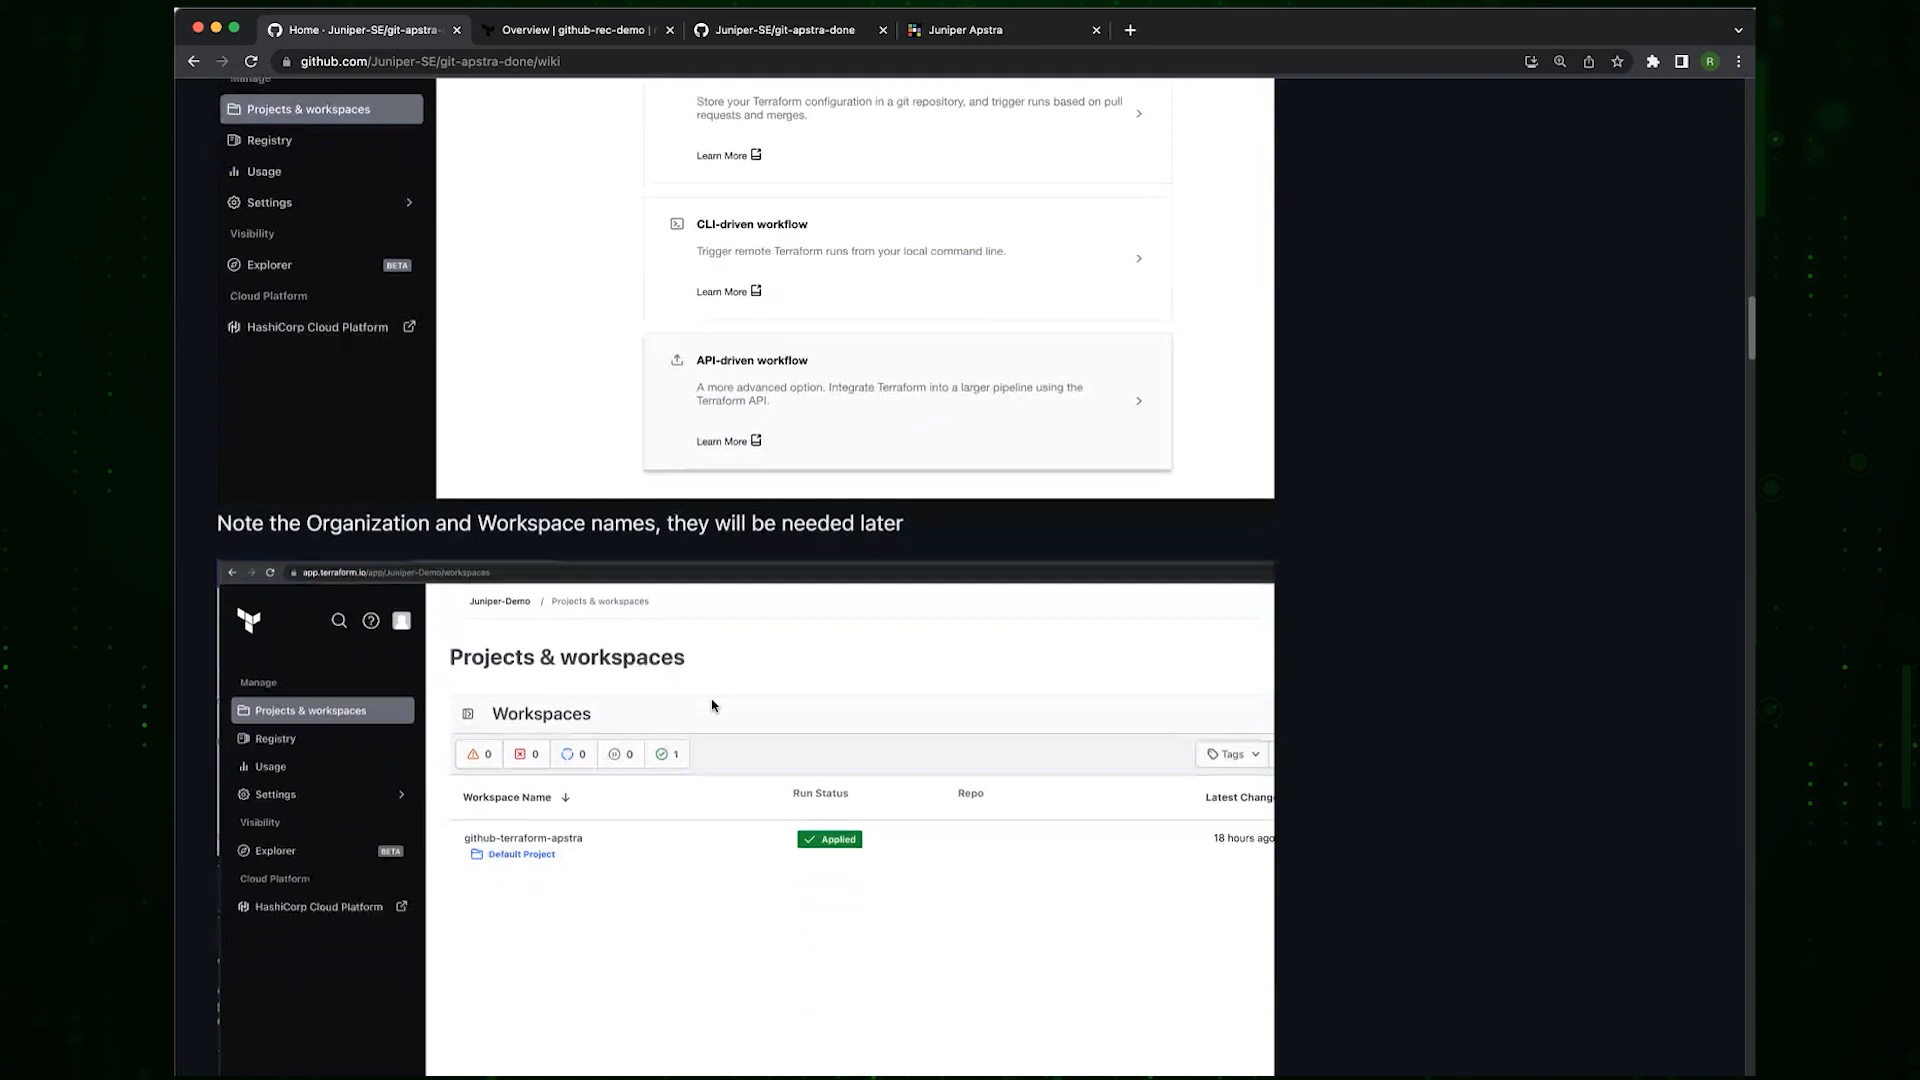 Home - Juniper-SE/git-apstra-
Overview | github-rec-demo |
Juniper-SE/git-apstra-done
Juniper Apstra
github.com/Juniper-SE/git-apstra-done/wiki
R
Manage
Projects & workspaces
Registry
Usage
Settings
Visibility
Explorer
BETA
Cloud Platform
HashiCorp Cloud Platform
Store your Terraform configuration in a git repository, and trigger runs based on pull
requests and merges.
Learn More
CLI-driven workflow
Trigger remote Terraform runs from your local command line.
Learn More
API-driven workflow
A more advanced option. Integrate Terraform into a larger pipeline using the
Terraform API.
Learn More
Note the Organization and Workspace names, they will be needed later
app.terraform.io/app/Juniper-Demo/workspaces
Manage
Projects & workspaces
Registry
Usage
Settings
Visibility
Explorer
BETA
Cloud Platform
HashiCorp Cloud Platform
Juniper-Demo / Projects & workspaces
Projects & workspaces
Workspaces
0 0 0 0 1
Tags
Workspace Name
Run Status
Repo
Latest Chang
github-terraform-apstra
Applied
18 hours ago
Default Project